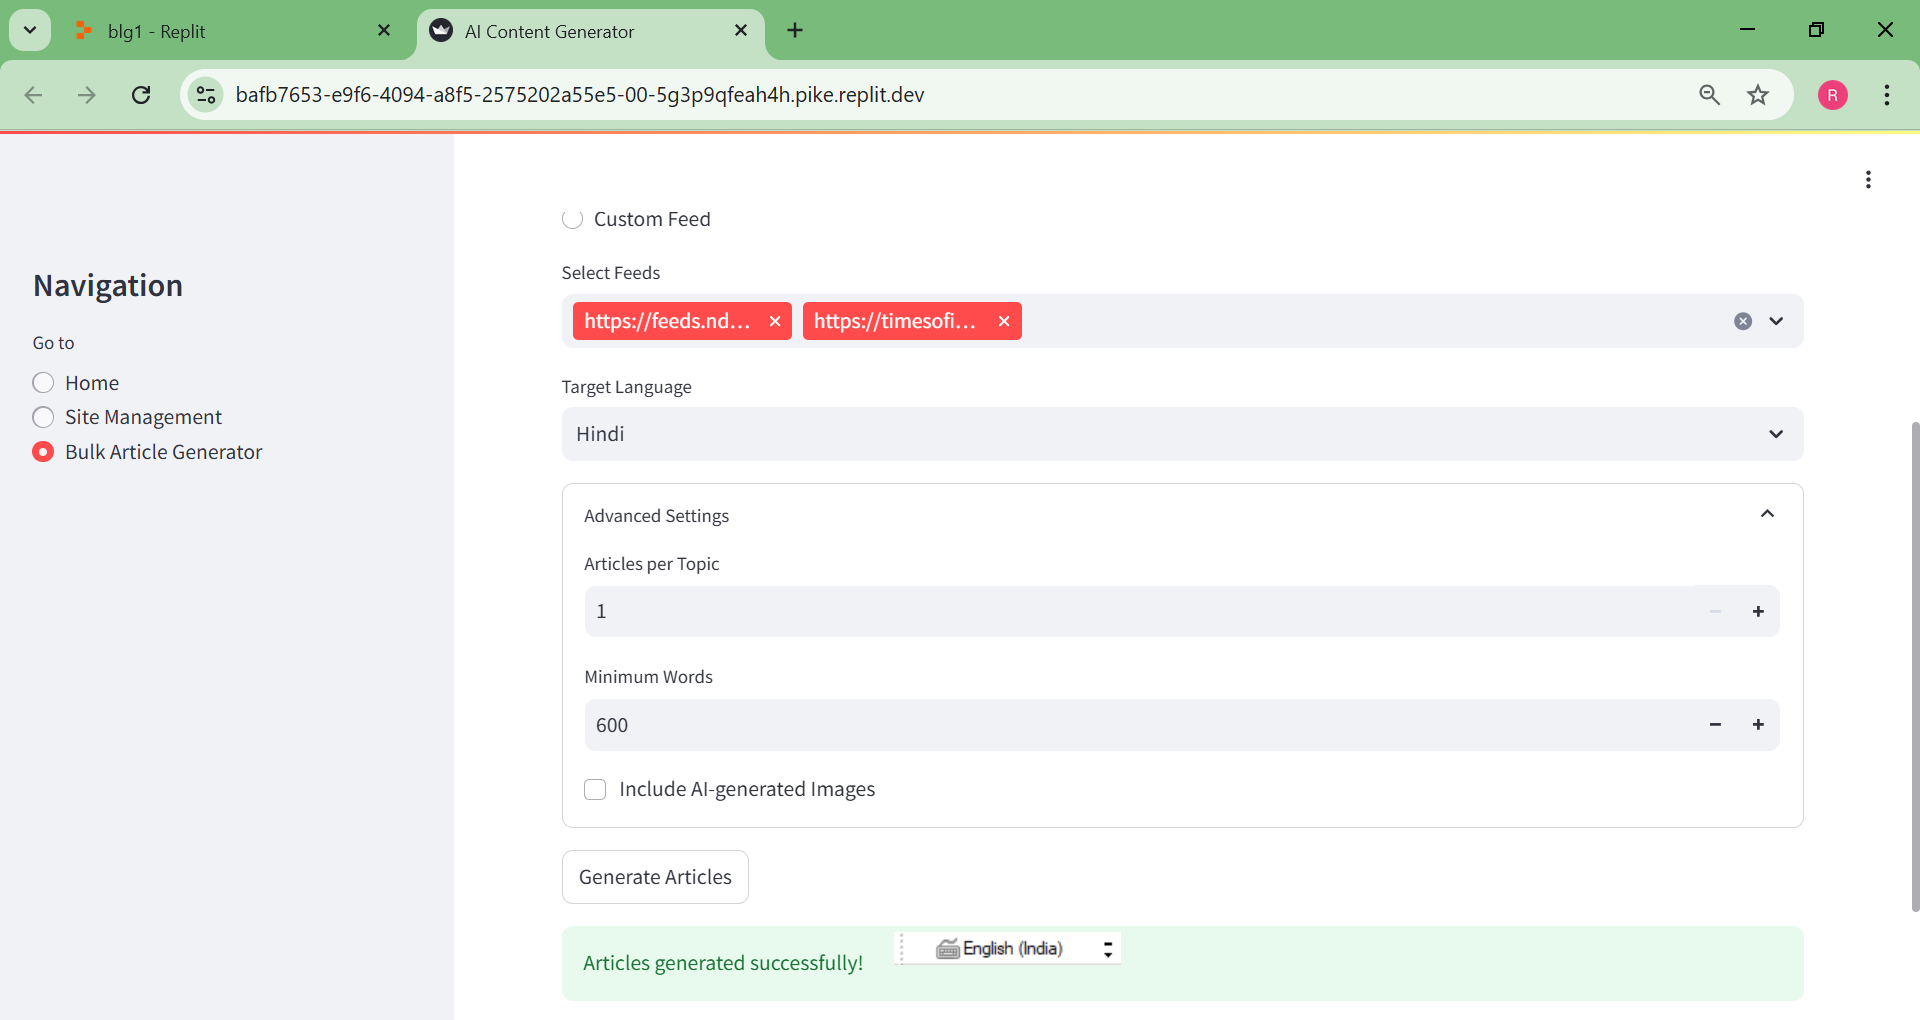 blg1 - Replit
AI Content Generator
bafb7653-e9f6-4094-a8f5-2575202a55e5-00-5g3p9qfeah4h.pike.replit.dev
R
Navigation
Go to
Home
Site Management
Bulk Article Generator
Custom Feed
Select Feeds
https://feeds.nd...
https://timesofi...
Target Language
Hindi
Advanced Settings
Articles per Topic
1
Minimum Words
600
Include AI-generated Images
Generate Articles
Articles generated successfully!
English (India)